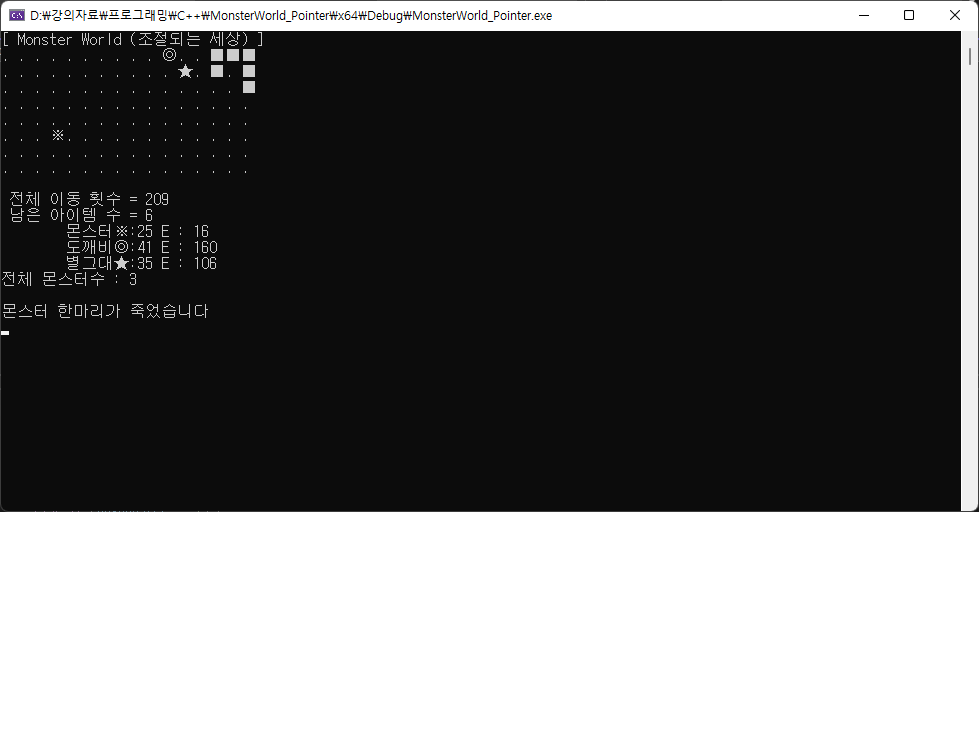 D:₩강의자료₩프로그래밍₩C++₩MonsterWorld_Pointer₩x64₩Debug₩MonsterWorld_Pointer.exe
[ Monster World (조절되는 세상) ]
. . . . . . . . . . ◎. . ■■■
. . . . . . . . . . . ★. ■. ■
. . . . . . . . . . . . . . . ■
. . . . . . . . . . . . . . . .
. . . . . . . . . . . . . . . .
. . . ※. . . . . . . . . . . .
. . . . . . . . . . . . . . . .
. . . . . . . . . . . . . . . .
전체 이동 횟수 = 209
남은 아이템 수 = 6
몬스터※:25 E : 16
도깨비◎:41 E : 160
별그대★:35 E : 106
전체 몬스터수 : 3
몬스터 한마리가 죽었습니다